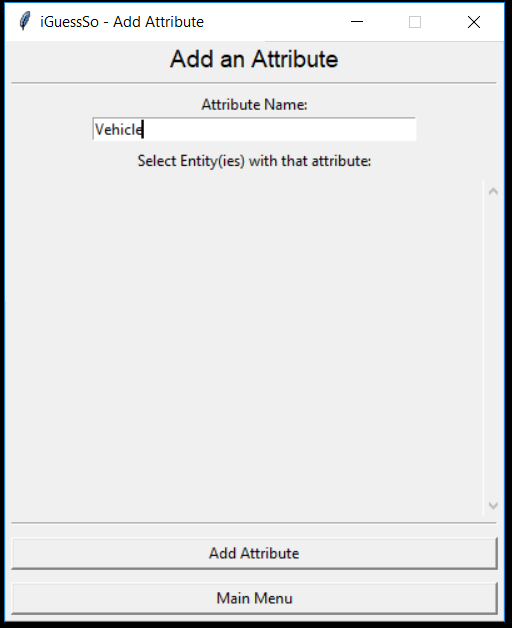 iGuessSo - Add Attribute
Add an Attribute
Attribute Name:
Vehicle
Select Entity(ies) with that attribute:
Add Attribute
Main Menu